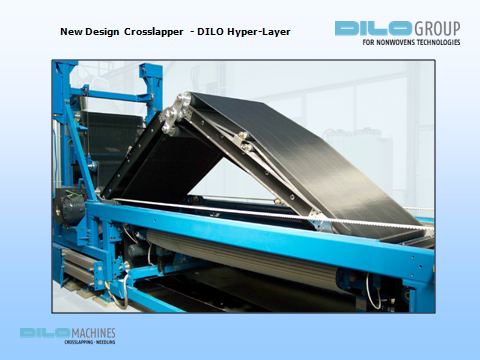 New Design Crosslapper - DILO Hyper-Layer
DILO GROUP
FOR NONWOVENS TECHNOLOGIES
DILO MACHINES
CROSSLAPPING · NEEDLING